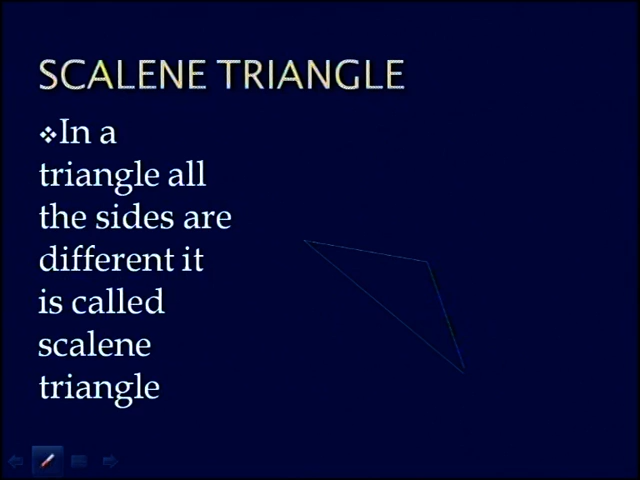 SCALENE TRIANGLE
❖In a
triangle all
the sides are
different it
is called
scalene
triangle